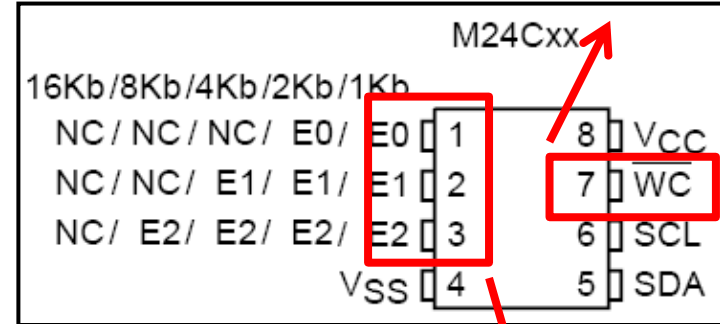 M24Cxx
16Kb/8Kb/4Kb/2Kb/1Kb
NC/ NC/ NC/ E0/ E0 1 8 VCC
NC/ NC/ E1/ E1/ E1 2 7 W̅C̅
NC/ E2/ E2/ E2/ E2 3 6 SCL
VSS 4 5 SDA